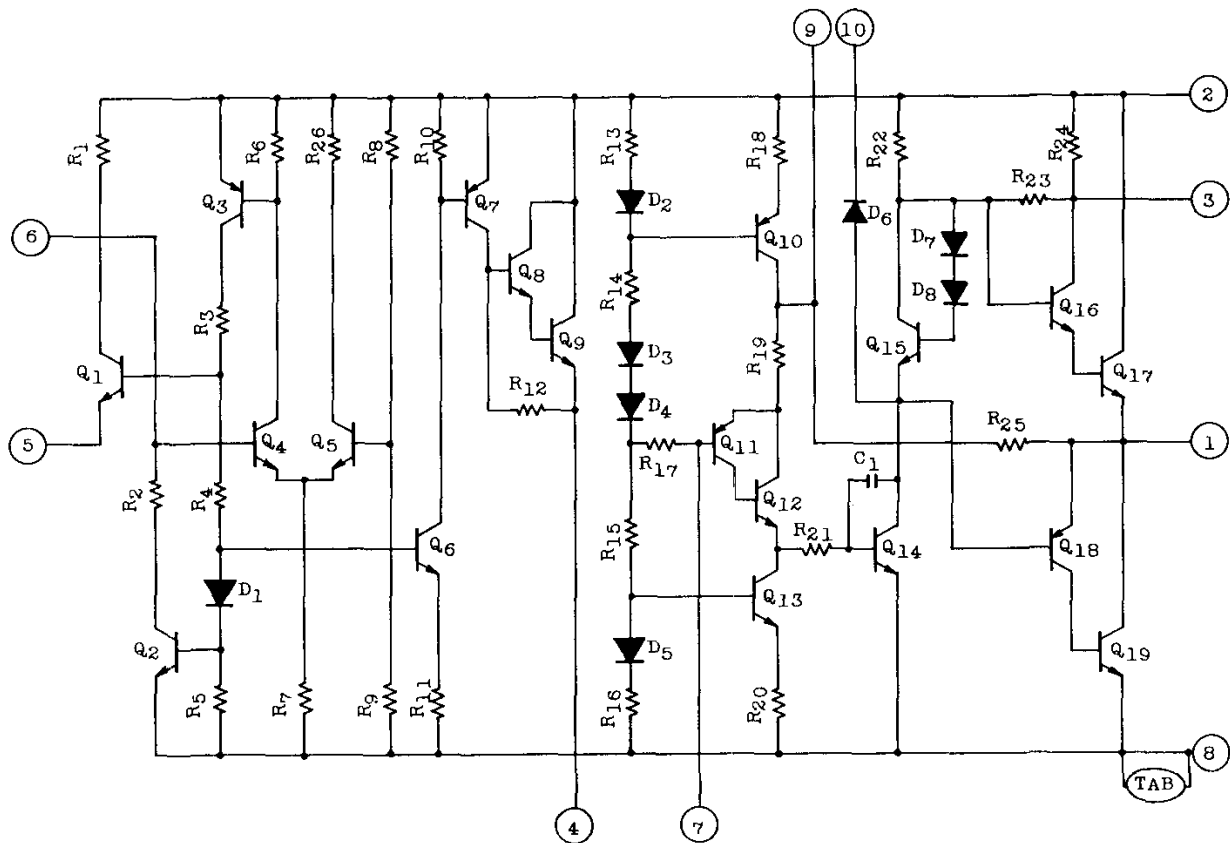 9 10
2
R1 R6 R26 R8 R10 R13 R18 R22 R24
R23
Q3 Q7 D2 D6 3
6 Q10 D7
Q8 R14 D8 Q16
R3 Q9 D3 R19 Q15
Q1 R12 D4 Q17
5 Q4 Q5 R17 Q11 R25 1
R2 R4 C1
Q12
Q6 R15 R21 Q14 Q18
D1 Q13
Q2 D5 Q19
R5 R7 R9 R11 R16 R20
8
TAB
4 7